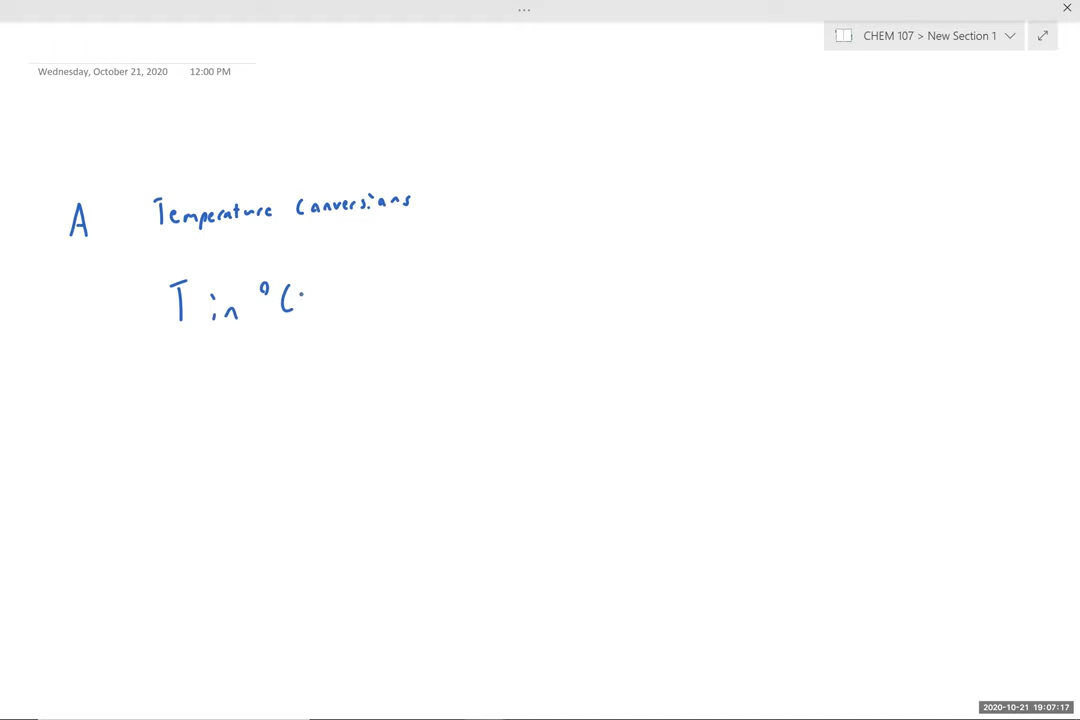 ...
CHEM 107 > New Section 1
Wednesday, October 21, 2020 12:00 PM
A Temperature Conversians
T in °C
2020-10-21 19:07:17